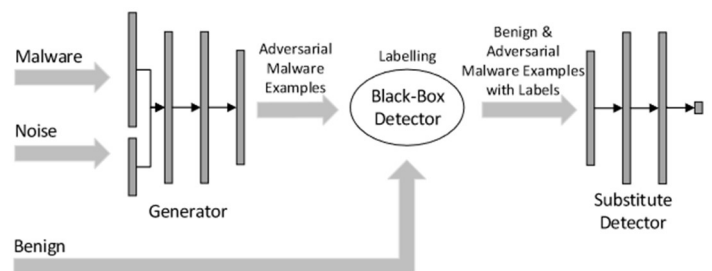 Malware
Noise
Benign
Generator
Adversarial
Malware
Examples
Labelling
Black-Box
Detector
Benign &
Adversarial
Malware Examples
with Labels
Substitute
Detector